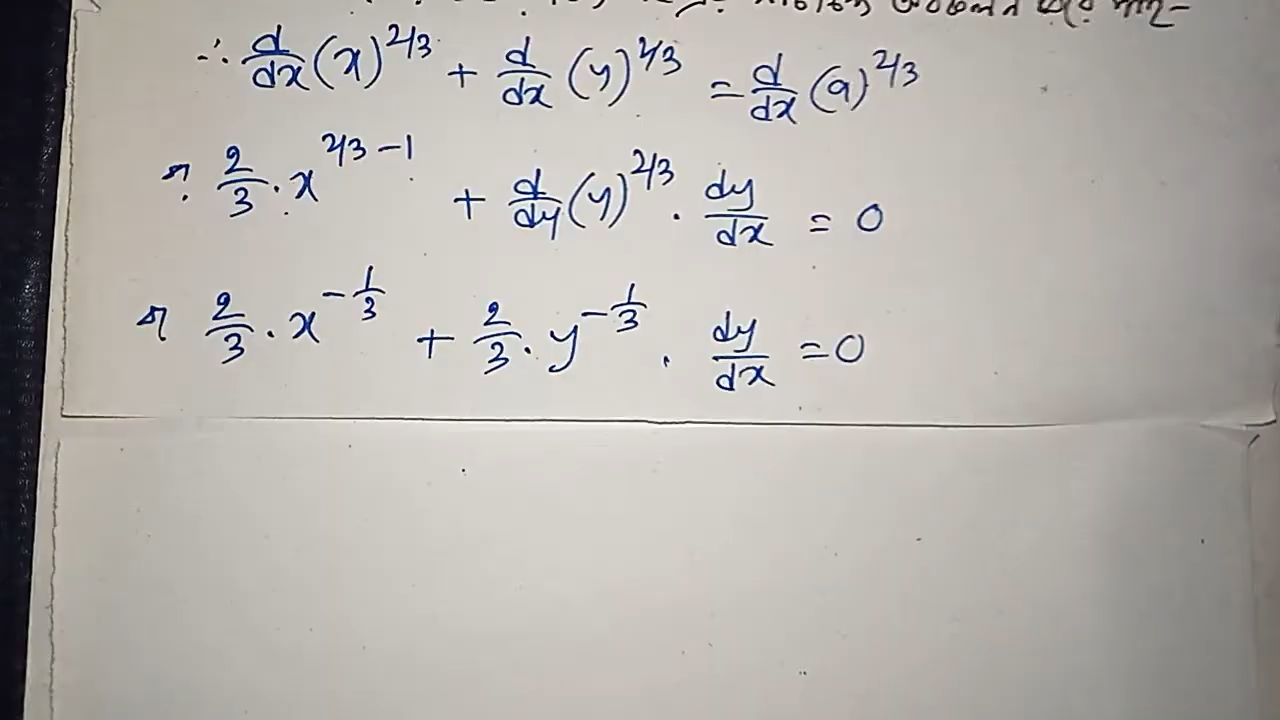 ∴ d/dx (x)^2/3 + d/dx (y)^2/3 = d/dx (a)^2/3
বা, 2/3 . x^2/3 - 1 + d/dy (y)^2/3 . dy/dx = 0
বা 2/3 . x^-1/3 + 2/3 . y^-1/3 . dy/dx = 0